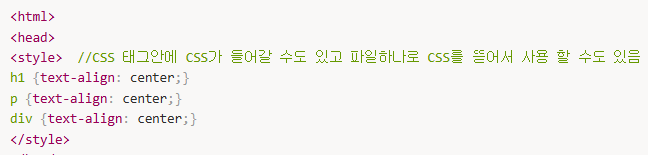 <html>
<head>
<style>  //CSS 태그안에 CSS가 들어갈 수도 있고 파일하나로 CSS를 뜯어서 사용 할 수도 있음
h1 {text-align: center;}
p {text-align: center;}
div {text-align: center;}
</style>